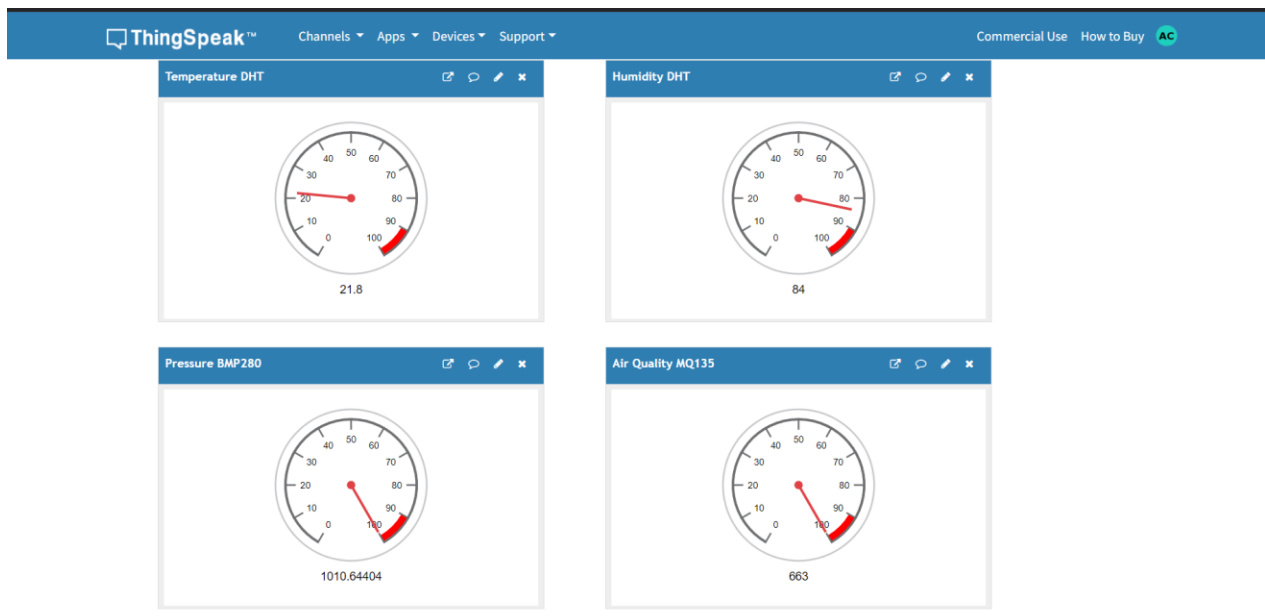 ThingSpeak™ Channels Apps Devices Support Commercial Use How to Buy AC
Temperature DHT
40 50 60
30 70
20 80
10 90
0 100
21.8
Humidity DHT
40 50 60
30 70
20 80
10 90
0 100
84
Pressure BMP280
40 50 60
30 70
20 80
10 90
0 100
1010.64404
Air Quality MQ135
40 50 60
30 70
20 80
10 90
0 100
663